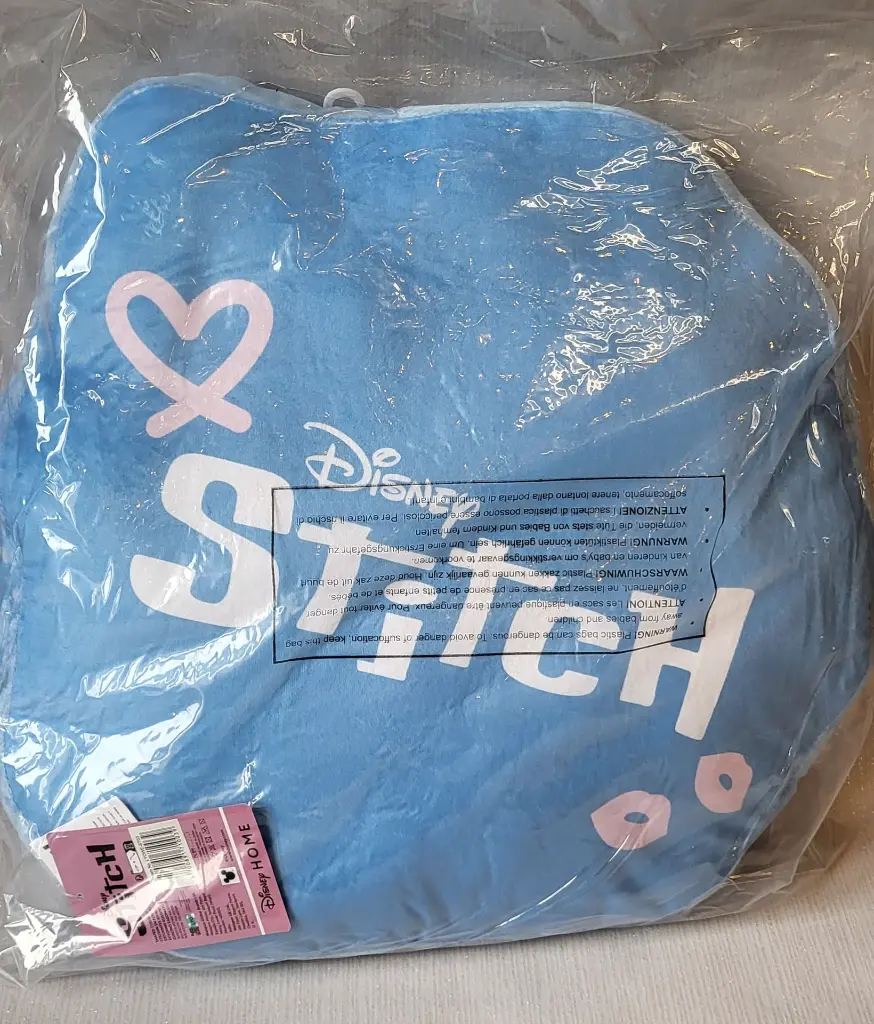 Disney
Stitch
WARNING! Plastic bags can be dangerous. To avoid danger of suffocation, keep this bag
away from babies and children.
ATTENTION! Les sacs en plastique peuvent être dangereux. Pour éviter tout danger
d'étouffement, ne laissez pas ce sac en présence de petits enfants et de bébés.
WAARSCHUWING! Plastic zakken kunnen gevaarlijk zijn. Houd deze zak uit de buurt
van kinderen en baby's om verstikkingsgevaar te voorkomen.
WARNUNG! Plastiktüten können gefährlich sein. Um eine Erstickungsgefahr zu
vermeiden, die Tüte stets von Babies und Kindern fernhalten.
ATTENZIONE! I sacchetti di plastica possono essere pericolosi. Per evitare il rischio di
soffocamento, tenere lontano dalla portata di bambini e infanti.
Disney HOME